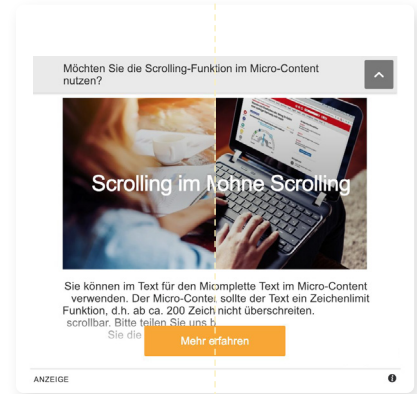 Möchten Sie die Scrolling-Funktion im Micro-Content
nutzen?
Scrolling im Mohne Scrolling
Sie können im Text für den Micomplette Text im Micro-Content
verwenden. Der Micro-Conte sollte der Text ein Zeichenlimit
Funktion, d.h. ab ca. 200 Zeich nicht überschreiten.
scrollbar. Bitte teilen Sie uns b
Sie die
Mehr erfahren
ANZEIGE